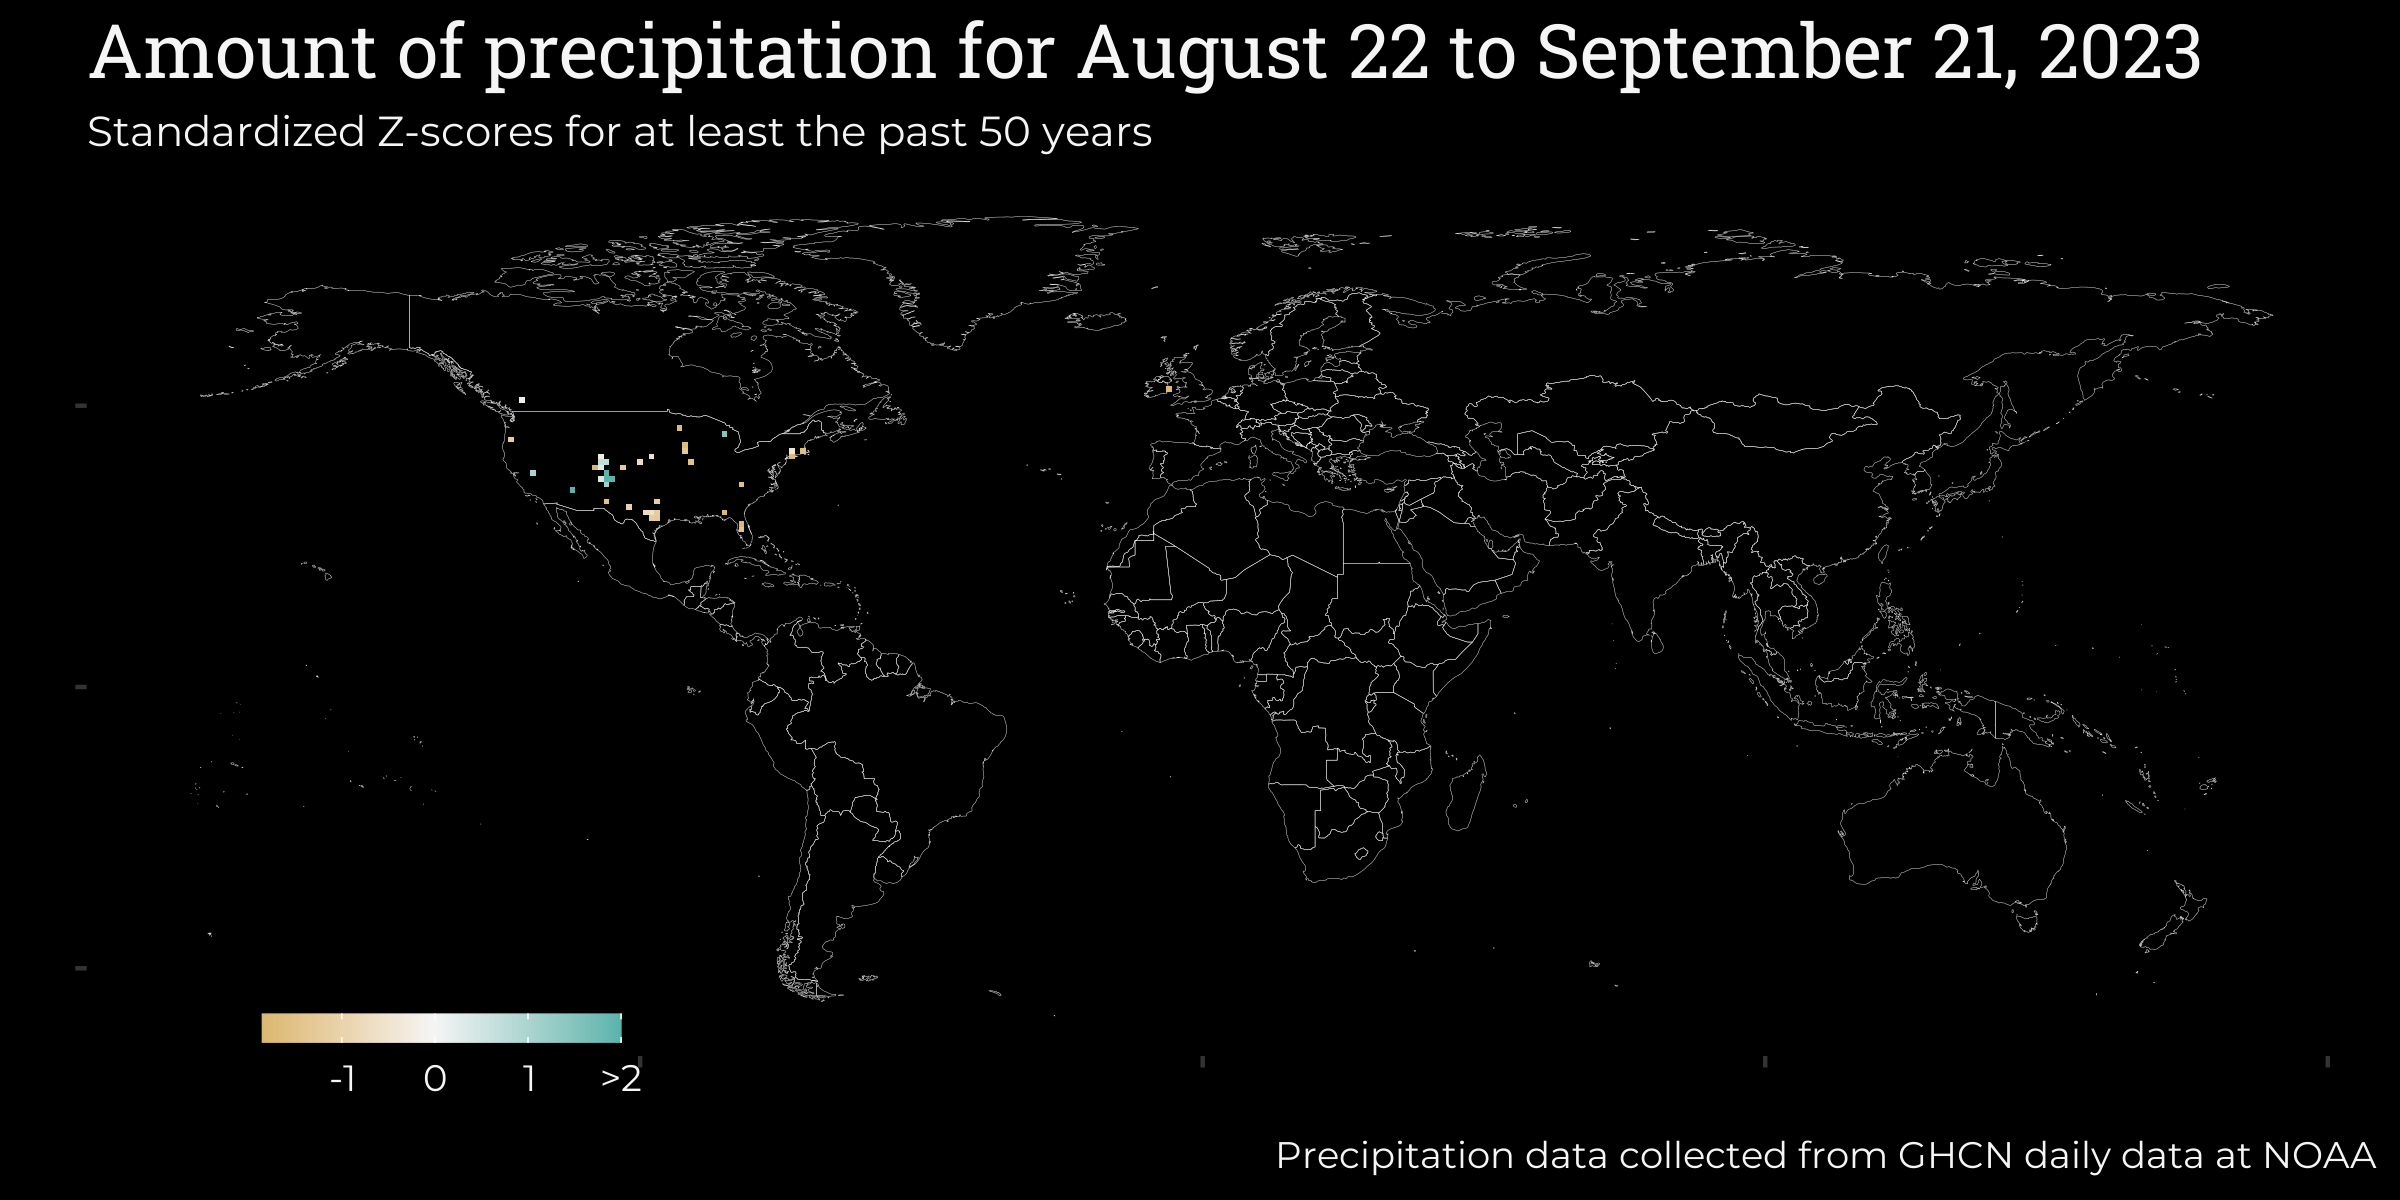 Amount of precipitation for August 22 to September 21, 2023
Standardized Z-scores for at least the past 50 years
-1 0 1 >2
Precipitation data collected from GHCN daily data at NOAA